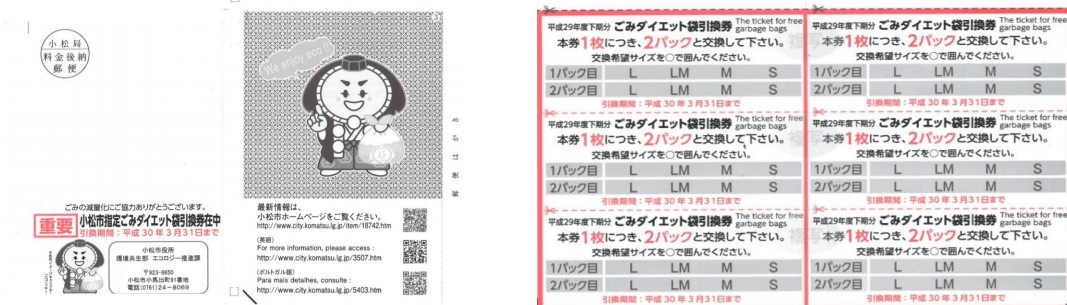 小松局
料金後納
郵便
ごみの減量化にご協力ありがとうございます。
重要 小松市指定ごみダイエット袋引換券在中
引換期間：平成30年3月31日まで
小松市役所
環境共生部 エコロジー推進課
〒923-8650
小松市小馬出町91番地
電話(0761)24-8069
We enjoy eco!!
郵便はがき
最新情報は、
小松市ホームページをご覧ください。
http://www.city.komatsu.lg.jp/item/18742.htm
(英語)
For more information, please access :
http://www.city.komatsu.lg.jp/3507.htm
(ポルトガル語)
Para mais detalhes, consulte :
http://www.city.komatsu.lg.jp/5403.htm
平成29年度下期分 ごみダイエット袋引換券 The ticket for free garbage bags
本券1枚につき、2パックと交換して下さい。
交換希望サイズを○で囲んでください。
1パック目 L LM M S
2パック目 L LM M S
引換期間：平成30年3月31日まで
平成29年度下期分 ごみダイエット袋引換券 The ticket for free garbage bags
本券1枚につき、2パックと交換して下さい。
交換希望サイズを○で囲んでください。
1パック目 L LM M S
2パック目 L LM M S
引換期間：平成30年3月31日まで
平成29年度下期分 ごみダイエット袋引換券 The ticket for free garbage bags
本券1枚につき、2パックと交換して下さい。
交換希望サイズを○で囲んでください。
1パック目 L LM M S
2パック目 L LM M S
引換期間：平成30年3月31日まで
平成29年度下期分 ごみダイエット袋引換券 The ticket for free garbage bags
本券1枚につき、2パックと交換して下さい。
交換希望サイズを○で囲んでください。
1パック目 L LM M S
2パック目 L LM M S
引換期間：平成30年3月31日まで
平成29年度下期分 ごみダイエット袋引換券 The ticket for free garbage bags
本券1枚につき、2パックと交換して下さい。
交換希望サイズを○で囲んでください。
1パック目 L LM M S
2パック目 L LM M S
引換期間：平成30年3月31日まで
平成29年度下期分 ごみダイエット袋引換券 The ticket for free garbage bags
本券1枚につき、2パックと交換して下さい。
交換希望サイズを○で囲んでください。
1パック目 L LM M S
2パック目 L LM M S
引換期間：平成30年3月31日まで